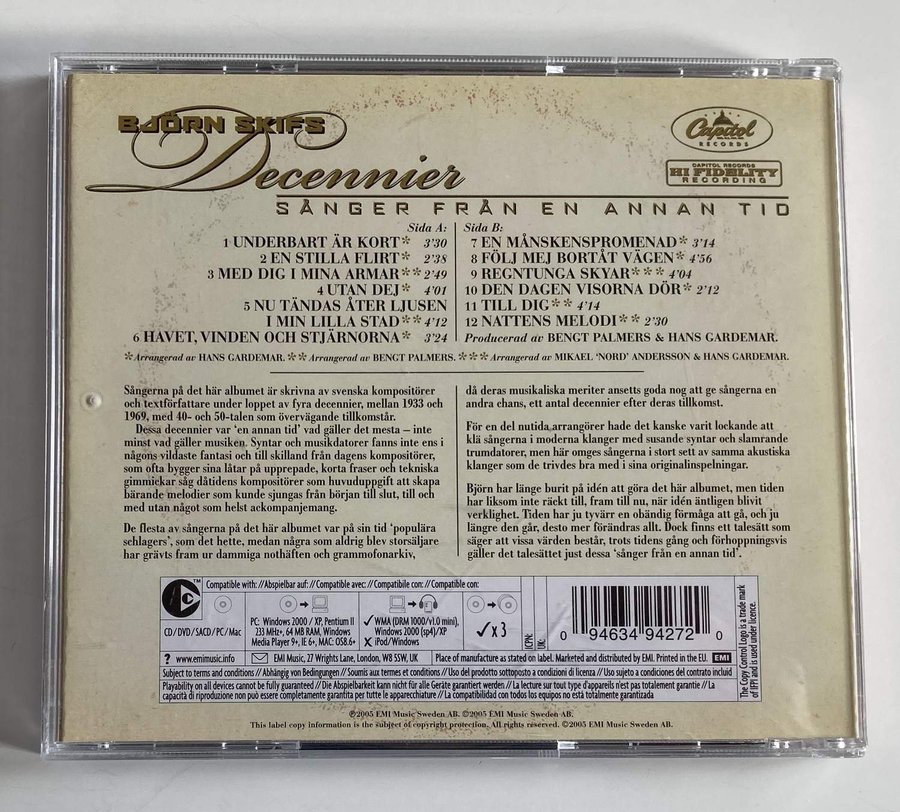 BJÖRN SKIFS
Decennier
SÅNGER FRÅN EN ANNAN TID
Capitol
RECORDS
CAPITOL RECORDS
HI FIDELITY
RECORDING
Sida A:
1 UNDERBART ÄR KORT* 3'30
2 EN STILLA FLIRT* 2'38
3 MED DIG I MINA ARMAR** 2'49
4 UTAN DEJ* 4'01
5 NU TÄNDAS ÅTER LJUSEN
I MIN LILLA STAD** 4'12
6 HAVET, VINDEN OCH STJÄRNORNA* 3'24
Sida B:
7 EN MÅNSKENSPROMENAD* 3'14
8 FÖLJ MEJ BORTÅT VÄGEN* 4'56
9 REGNTUNGA SKYAR*** 4'04
10 DEN DAGEN VISORNA DÖR* 2'12
11 TILL DIG** 4'14
12 NATTENS MELODI** 2'30
Producerad av BENGT PALMERS & HANS GARDEMAR.
*Arrangerad av HANS GARDEMAR. **Arrangerad av BENGT PALMERS. ***Arrangerad av MIKAEL 'NORD' ANDERSSON & HANS GARDEMAR.
Sångerna på det här albumet är skrivna av svenska kompositörer
och textförfattare under loppet av fyra decennier, mellan 1933 och
1969, med 40- och 50-talen som övervägande tillkomstår.
Dessa decennier var 'en annan tid' vad gäller det mesta – inte
minst vad gäller musiken. Syntar och musikdatorer fanns inte ens i
någons vildaste fantasi och till skilland från dagens kompositörer,
som ofta bygger sina låtar på upprepade, korta fraser och tekniska
gimmickar såg dåtidens kompositörer som huvuduppgift att skapa
bärande melodier som kunde sjungas från början till slut, till och
med utan något som helst ackompanjemang.
De flesta av sångerna på det här albumet var på sin tid 'populära
schlagers', som det hette, medan några som aldrig blev storsäljare
har grävts fram ur dammiga nothäften och grammofonarkiv,
då deras musikaliska meriter ansetts goda nog att ge sångerna en
andra chans, ett antal decennier efter deras tillkomst.
För en del nutida arrangörer hade det kanske varit lockande att
klä sångerna i moderna klanger med susande syntar och slamrande
trumdatorer, men här omges sångerna i stort sett av samma akustiska
klanger som de trivdes bra med i sina originalinspelningar.
Björn har länge burit på idén att göra det här albumet, men tiden
har liksom inte räckt till, fram till nu, när idén äntligen blivit
verklighet. Tiden har ju tyvärr en obändig förmåga att gå, och ju
längre den går, desto mer förändras allt. Dock finns ett talesätt som
säger att vissa värden består, trots tidens gång och förhoppningsvis
gäller det talesättet just dessa 'sånger från en annan tid'.
Compatible with: // Abspielbar auf: // Compatible avec: // Compatibile con: // Compatible con:
CD/DVD/SACD/PC/Mac
PC: Windows 2000 / XP, Pentium II
233 MHz+, 64 MB RAM, Windows
Media Player 9+, IE 6+, MAC: OS8.6+
✓ WMA (DRM 1000/v1.0 mini),
Windows 2000 (sp4)/XP
✗ iPod/Windows
✓ x 3
ICPN:
UIC:
0 94634 94272 0
The Copy Control Logo is a trade mark
of IFPI and is used under licence.
? www.emimusic.info
EMI Music, 27 Wrights Lane, London, W8 5SW, UK
Place of manufacture as stated on label. Marketed and distributed by EMI. Printed in the EU. EMI
Subject to terms and conditions // Abhängig von Bedingungen // Soumis aux termes et conditions // Uso del prodotto sottoposto a condizioni di licenza // Uso sujeto a condiciones del contrato incluido
Playability on all devices cannot be fully guaranteed // Die Abspielbarkeit kann nicht für alle Geräte garantiert werden // La lecture sur tout type d'appareils n'est pas totalement garantie // La
capacità di riproduzione può non essere completamente garantita per tutte le apparecchiature // La compatibilidad con todos los equipos no está totalmente garantizada
℗2005 EMI Music Sweden AB. ©2005 EMI Music Sweden AB.
This label copy information is the subject of copyright protection. All rights reserved. ©2005 EMI Music Sweden AB.